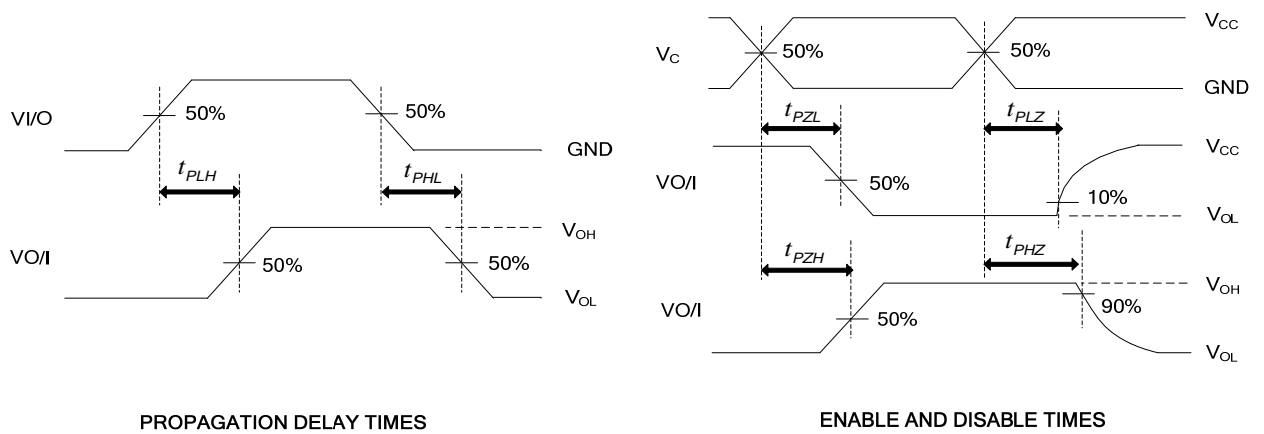 VI/O
50%
50%
GND
tPLH
tPHL
VO/I
50%
50%
VOH
VOL
PROPAGATION DELAY TIMES
VC
50%
50%
VCC
GND
tPZL
tPLZ
VO/I
50%
10%
VCC
VOL
tPZH
tPHZ
VO/I
50%
90%
VOH
VOL
ENABLE AND DISABLE TIMES